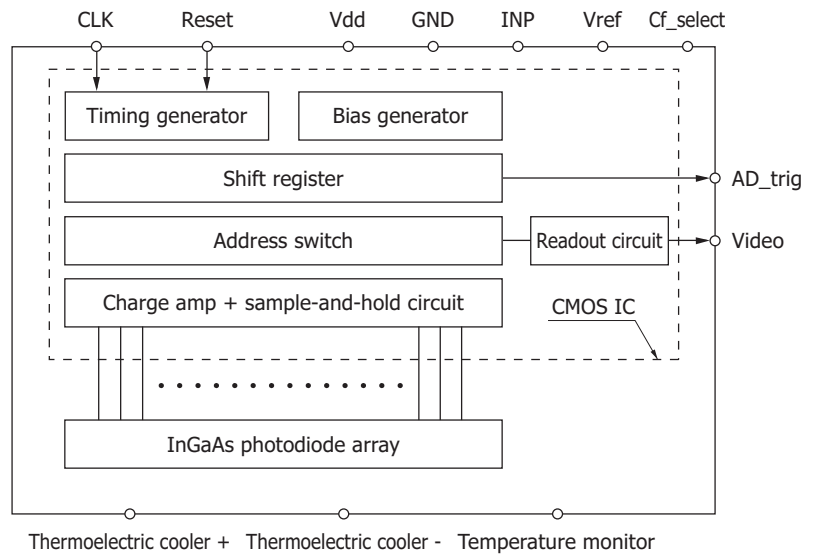 CLK Reset Vdd GND INP Vref Cf_select
Timing generator Bias generator
Shift register
AD_trig
Address switch Readout circuit Video
Charge amp + sample-and-hold circuit
CMOS IC
InGaAs photodiode array
Thermoelectric cooler + Thermoelectric cooler - Temperature monitor